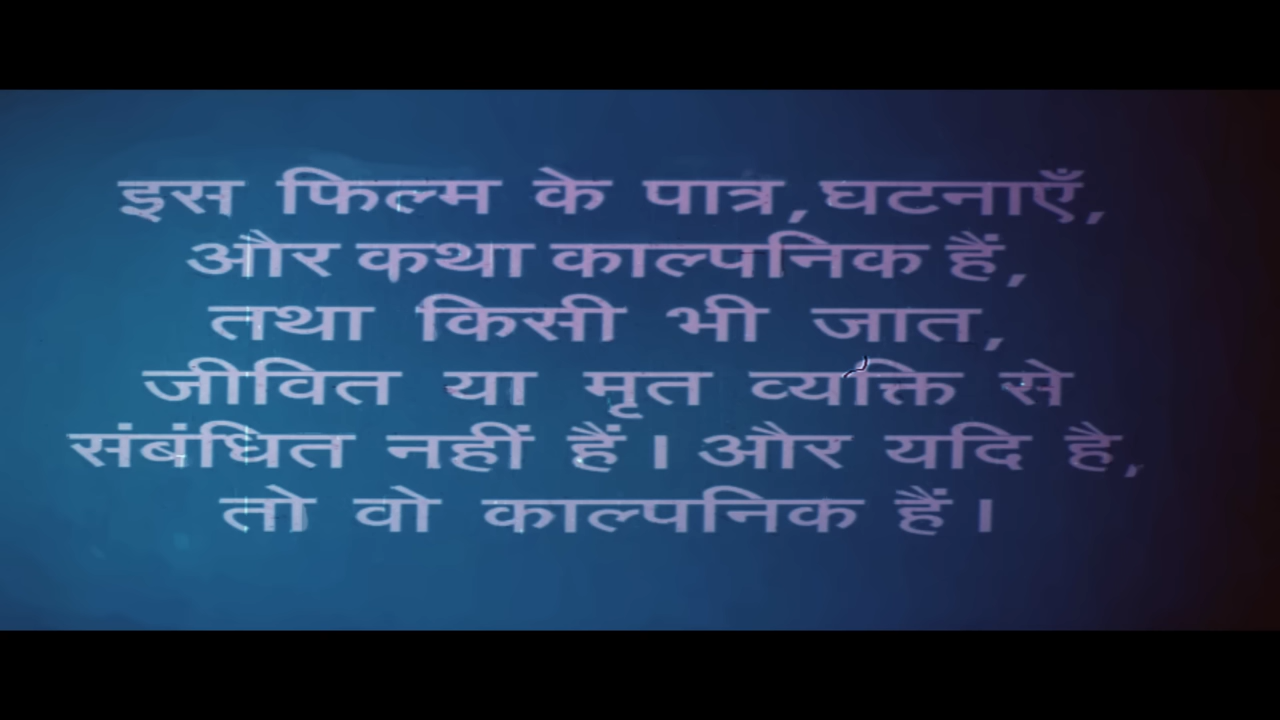 इस फिल्म के पात्र,घटनाएँ,
और कथा काल्पनिक हैं,
तथा किसी भी जात,
जीवित या मृत व्यक्ति से
संबंधित नहीं हैं। और यदि है,
तो वो काल्पनिक हैं।